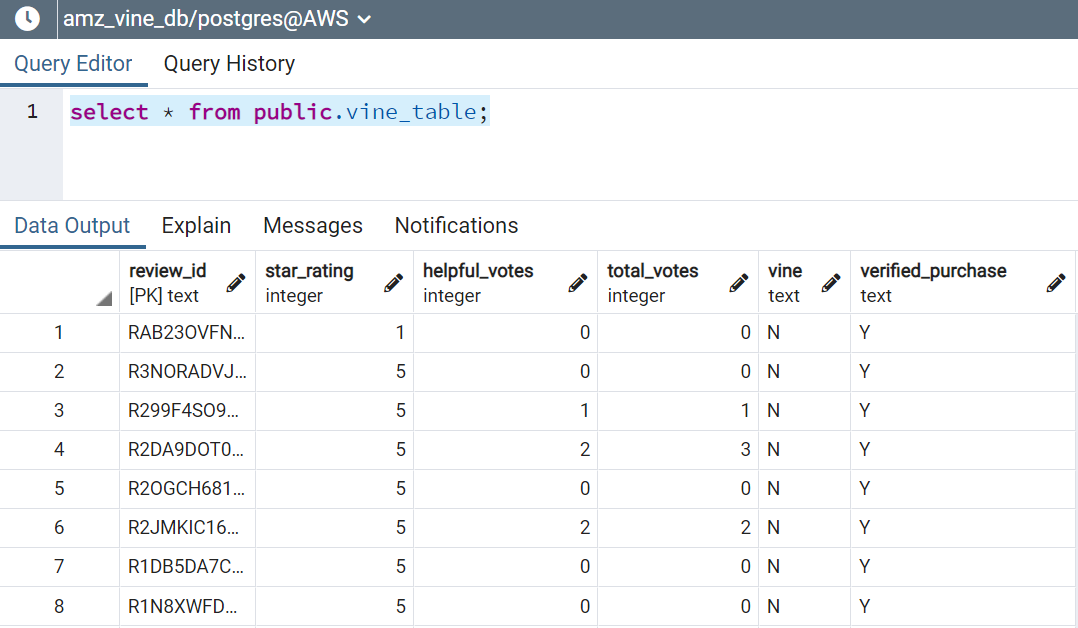 amz_vine_db/postgres@AWS
Query Editor Query History
1 select * from public.vine_table;
Data Output Explain Messages Notifications
review_id star_rating helpful_votes total_votes vine verified_purchase
[PK] text integer integer integer text text
1 RAB23OVFN... 1 0 0 N Y
2 R3NORADVJ... 5 0 0 N Y
3 R299F4SO9... 5 1 1 N Y
4 R2DA9DOT0... 5 2 3 N Y
5 R2OGCH681... 5 0 0 N Y
6 R2JMKIC16... 5 2 2 N Y
7 R1DB5DA7C... 5 0 0 N Y
8 R1N8XWFD... 5 0 0 N Y